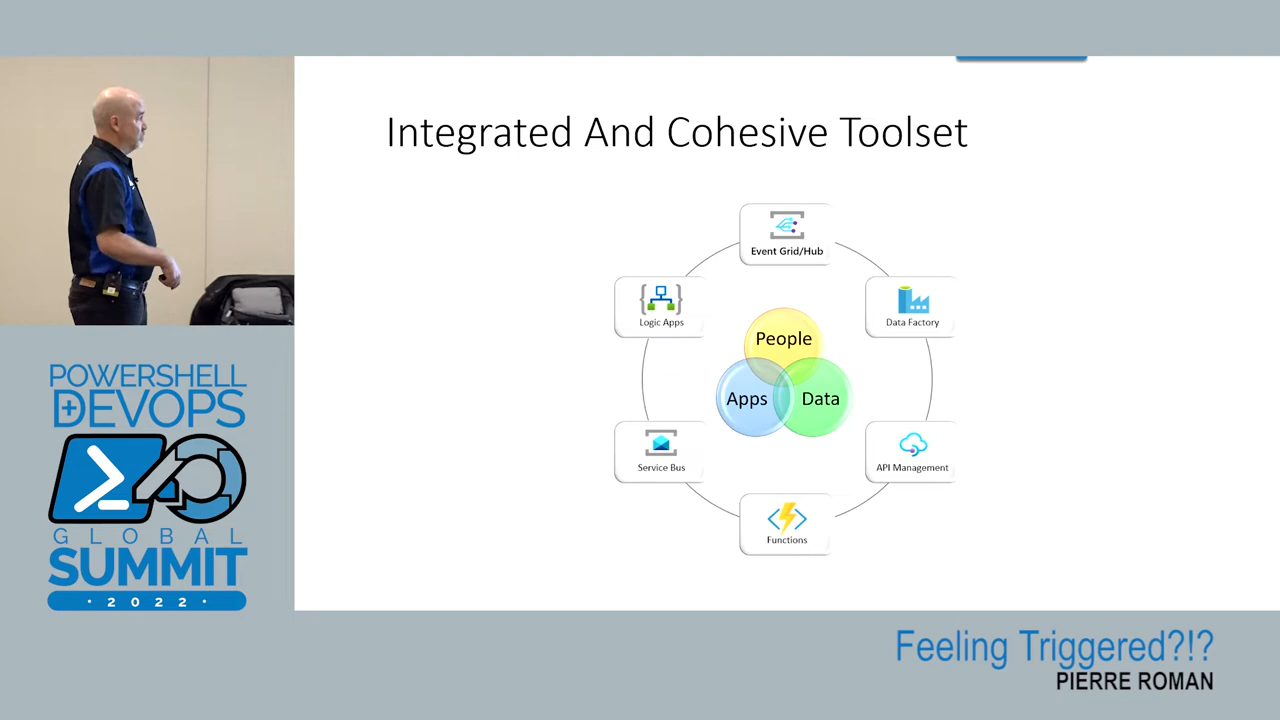 Integrated And Cohesive Toolset
Event Grid/Hub
Logic Apps
Data Factory
People
Apps
Data
Service Bus
API Management
Functions
POWERSHELL
+DEVOPS
GLOBAL
SUMMIT
· 2022 ·
Feeling Triggered?!?
PIERRE ROMAN